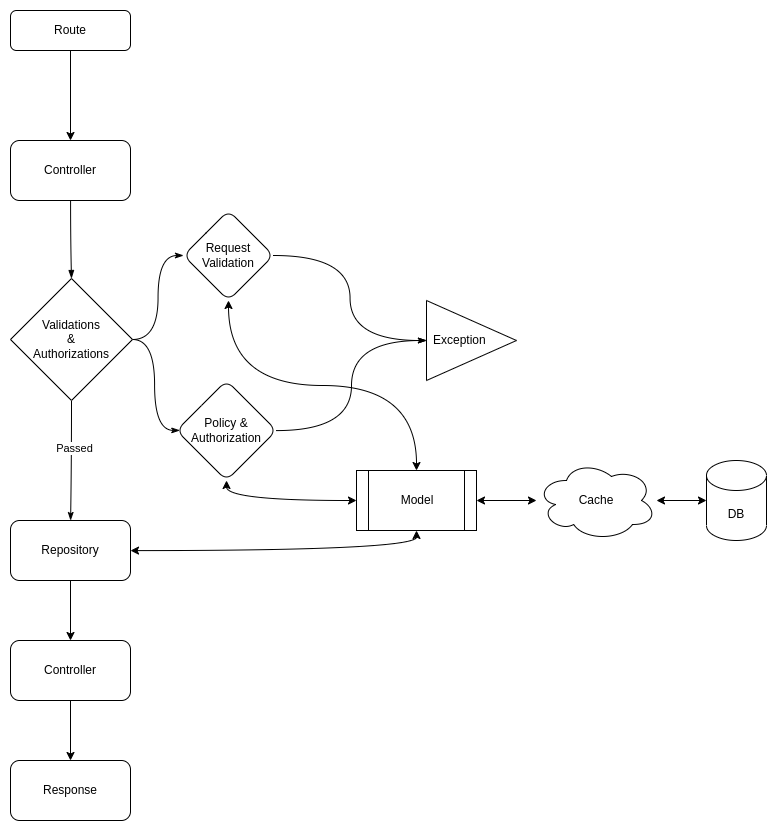 Route
Controller
Request
Validation
Validations
&
Authorizations
Exception
Policy &
Authorization
Passed
Model
Cache
DB
Repository
Controller
Response